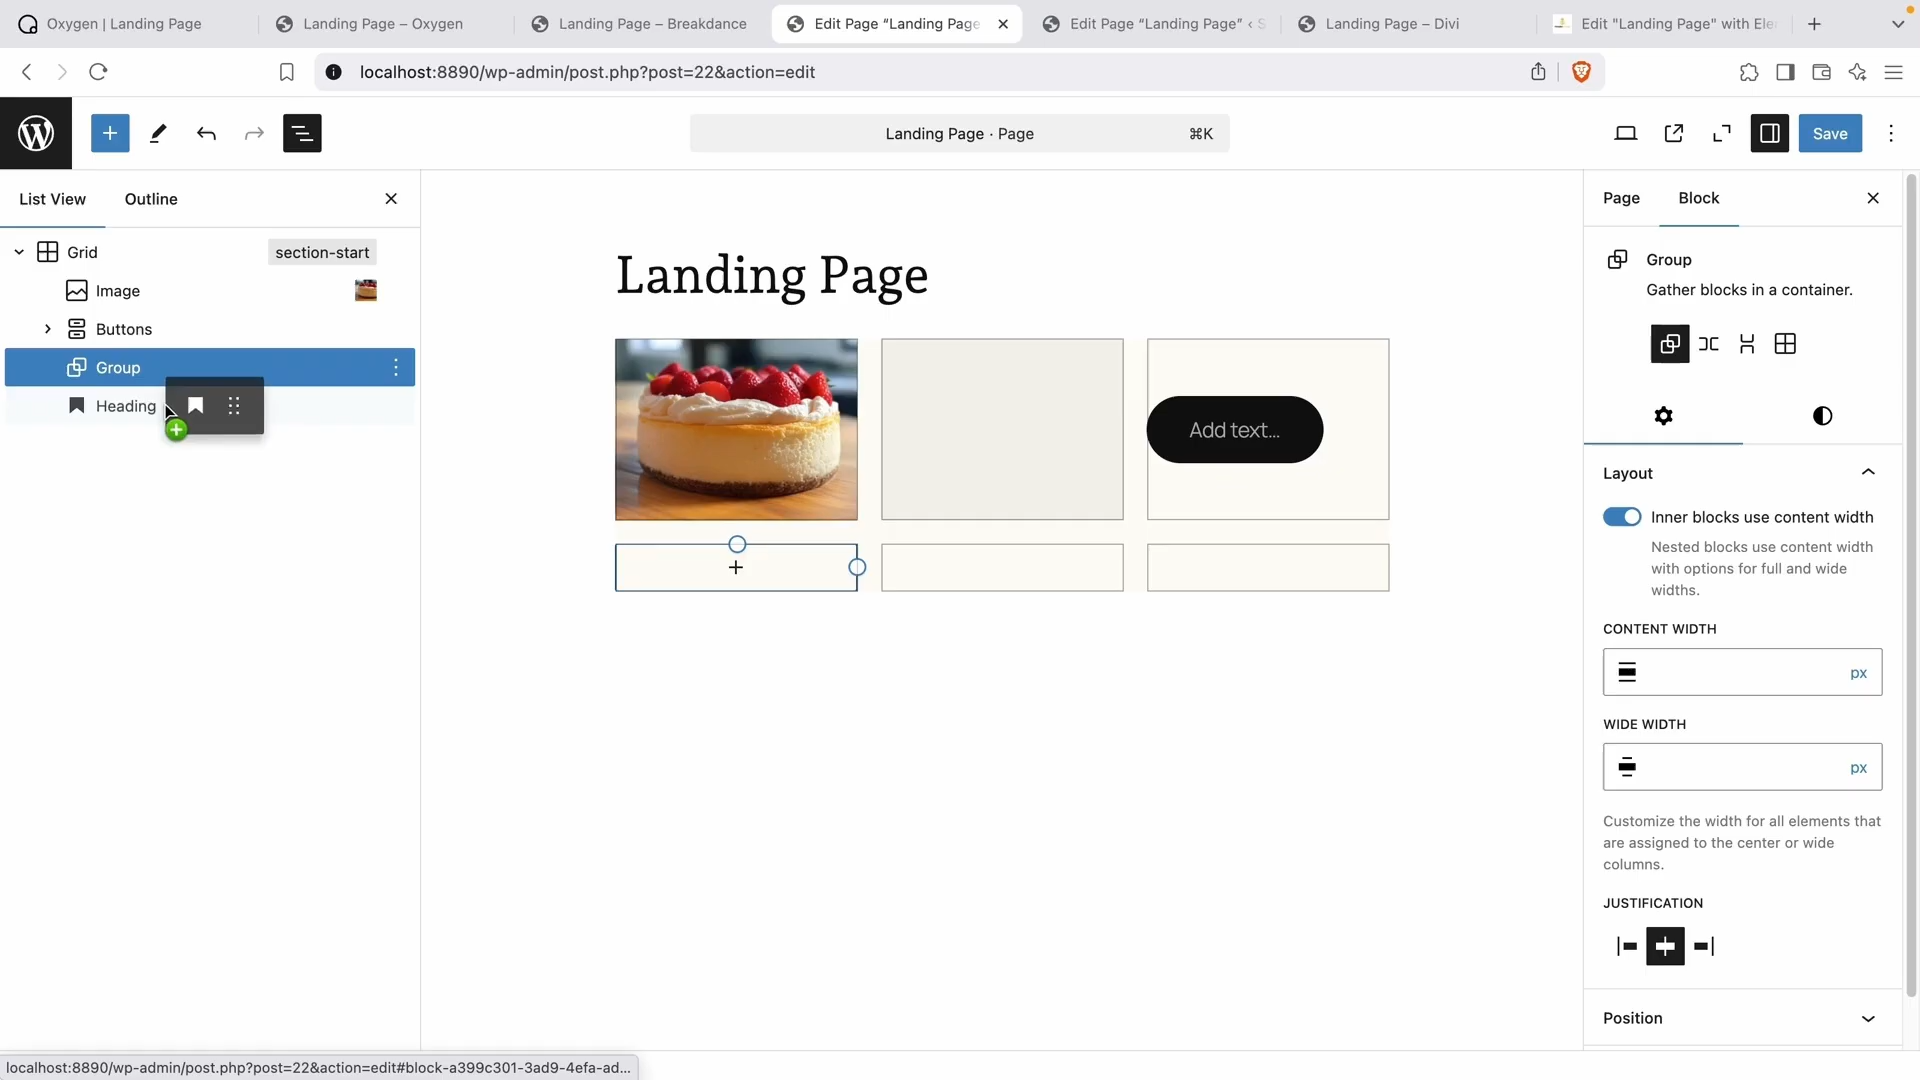 Oxygen | Landing Page
Landing Page – Oxygen
Landing Page – Breakdance
Edit Page “Landing Page
Edit Page “Landing Page” ‹ S
Landing Page – Divi
Edit "Landing Page" with Ele
localhost:8890/wp-admin/post.php?post=22&action=edit
Landing Page · Page
⌘K
Save
List View
Outline
Grid
section-start
Image
Buttons
Group
Heading
Landing Page
Add text...
Page
Block
Group
Gather blocks in a container.
Layout
Inner blocks use content width
Nested blocks use content width
with options for full and wide
widths.
CONTENT WIDTH
px
WIDE WIDTH
px
Customize the width for all elements that
are assigned to the center or wide
columns.
JUSTIFICATION
Position
localhost:8890/wp-admin/post.php?post=22&action=edit#block-a399c301-3ad9-4efa-ad...